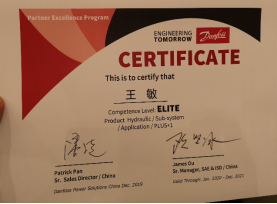 Partner Excellence Program
ENGINEERING
TOMORROW
Danfoss
CERTIFICATE
This is to certify that
王 敏
Competence Level: ELITE
Product Hydraulic / Sub-system
/ Application / PLUS+1
Patrick Pan
Sr. Sales Director / China
James Ou
Sr. Manager, SAE & ISD / China
Danfoss Power Solutions China Dec. 2019
Valid Through: Jan. 2020 - Dec. 2021